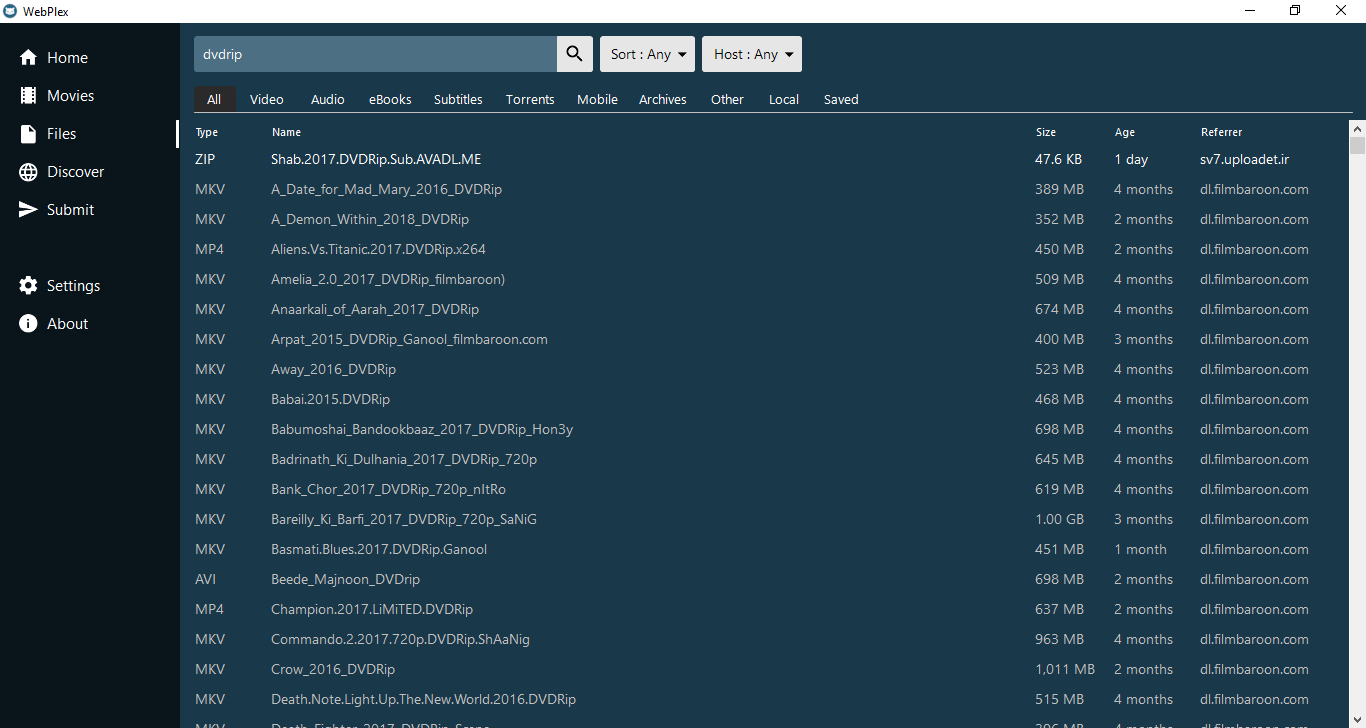 WebPlex
Home
Movies
Files
Discover
Submit
Settings
About
dvdrip
Sort : Any
Host : Any
All Video Audio eBooks Subtitles Torrents Mobile Archives Other Local Saved
Type Name Size Age Referrer
ZIP Shab.2017.DVDRip.Sub.AVADL.ME 47.6 KB 1 day sv7.uploadet.ir
MKV A_Date_for_Mad_Mary_2016_DVDRip 389 MB 4 months dl.filmbaroon.com
MKV A_Demon_Within_2018_DVDRip 352 MB 2 months dl.filmbaroon.com
MP4 Aliens.Vs.Titanic.2017.DVDRip.x264 450 MB 2 months dl.filmbaroon.com
MKV Amelia_2.0_2017_DVDRip_filmbaroon) 509 MB 4 months dl.filmbaroon.com
MKV Anaarkali_of_Aarah_2017_DVDRip 674 MB 4 months dl.filmbaroon.com
MKV Arpat_2015_DVDRip_Ganool_filmbaroon.com 400 MB 3 months dl.filmbaroon.com
MKV Away_2016_DVDRip 523 MB 4 months dl.filmbaroon.com
MKV Babai.2015.DVDRip 468 MB 4 months dl.filmbaroon.com
MKV Babumoshai_Bandookbaaz_2017_DVDRip_Hon3y 698 MB 4 months dl.filmbaroon.com
MKV Badrinath_Ki_Dulhania_2017_DVDRip_720p 645 MB 4 months dl.filmbaroon.com
MKV Bank_Chor_2017_DVDRip_720p_nItRo 619 MB 4 months dl.filmbaroon.com
MKV Bareilly_Ki_Barfi_2017_DVDRip_720p_SaNiG 1.00 GB 3 months dl.filmbaroon.com
MKV Basmati.Blues.2017.DVDRip.Ganool 451 MB 1 month dl.filmbaroon.com
AVI Beede_Majnoon_DVDrip 698 MB 2 months dl.filmbaroon.com
MP4 Champion.2017.LiMiTED.DVDRip 637 MB 2 months dl.filmbaroon.com
MKV Commando.2.2017.720p.DVDRip.ShAaNig 963 MB 4 months dl.filmbaroon.com
MKV Crow_2016_DVDRip 1,011 MB 2 months dl.filmbaroon.com
MKV Death.Note.Light.Up.The.New.World.2016.DVDRip 515 MB 4 months dl.filmbaroon.com